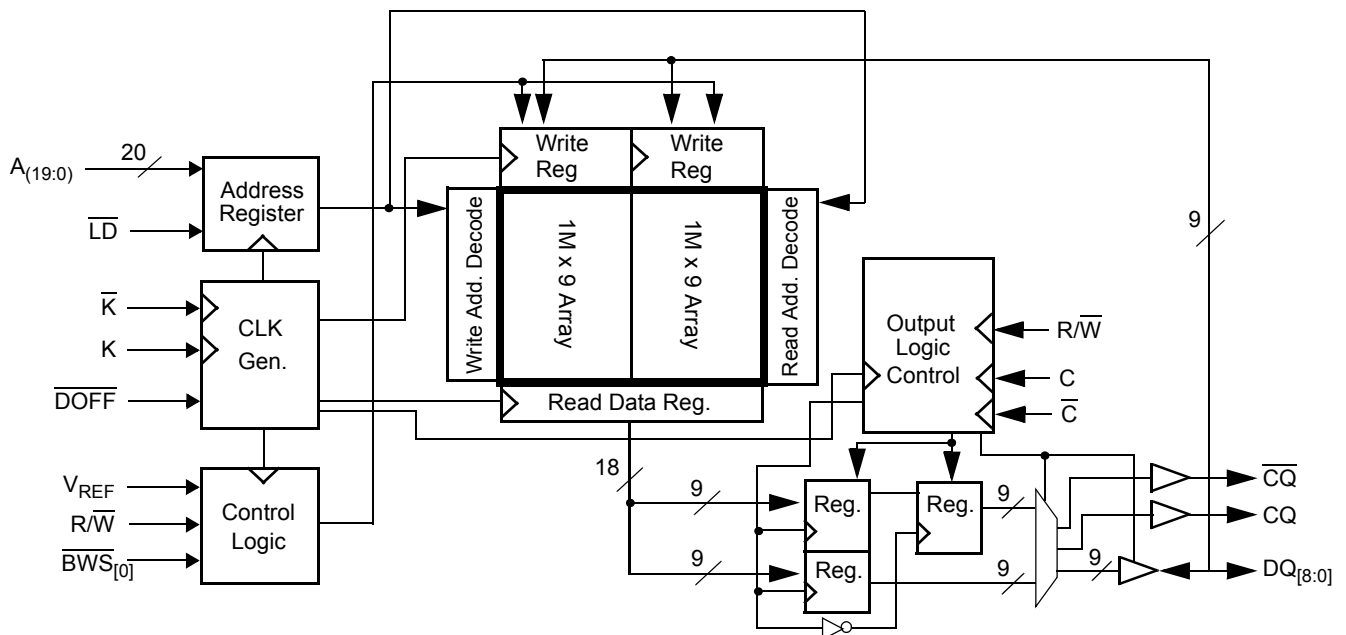 A(19:0)
20
LD
K
K
DOFF
VREF
R/W
BWS[0]
Address
Register
CLK
Gen.
Control
Logic
Write
Reg
Write
Reg
Write Add. Decode
1M x 9 Array
1M x 9 Array
Read Add. Decode
Read Data Reg.
18
9
9
Output
Logic
Control
R/W
C
C
Reg.
Reg.
Reg.
9
9
9
9
CQ
CQ
DQ[8:0]